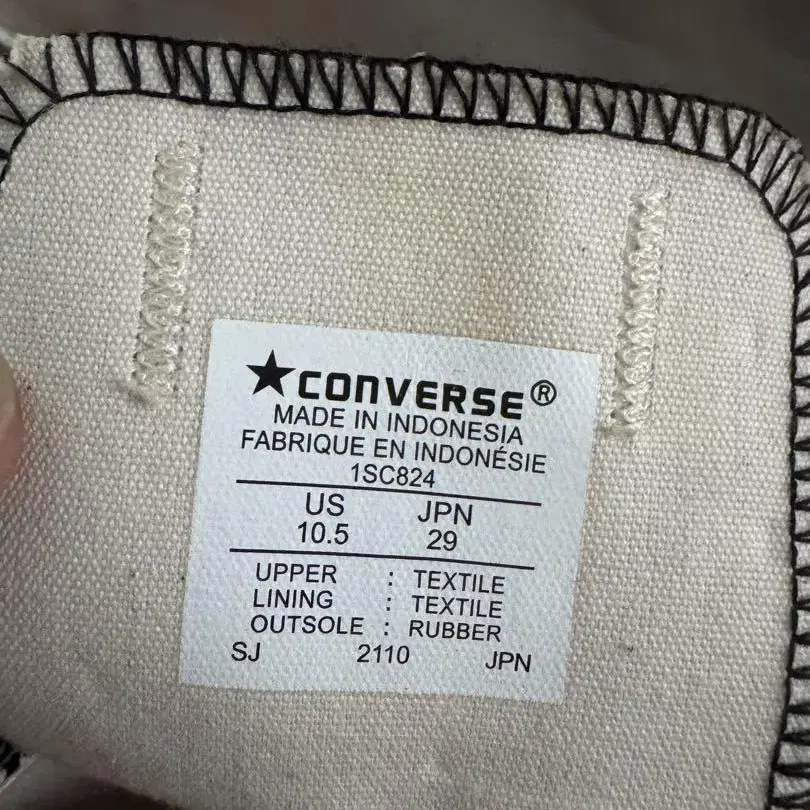 ★CONVERSE®
MADE IN INDONESIA
FABRIQUE EN INDONÉSIE
1SC824
US JPN
10.5 29
UPPER : TEXTILE
LINING : TEXTILE
OUTSOLE : RUBBER
SJ 2110 JPN